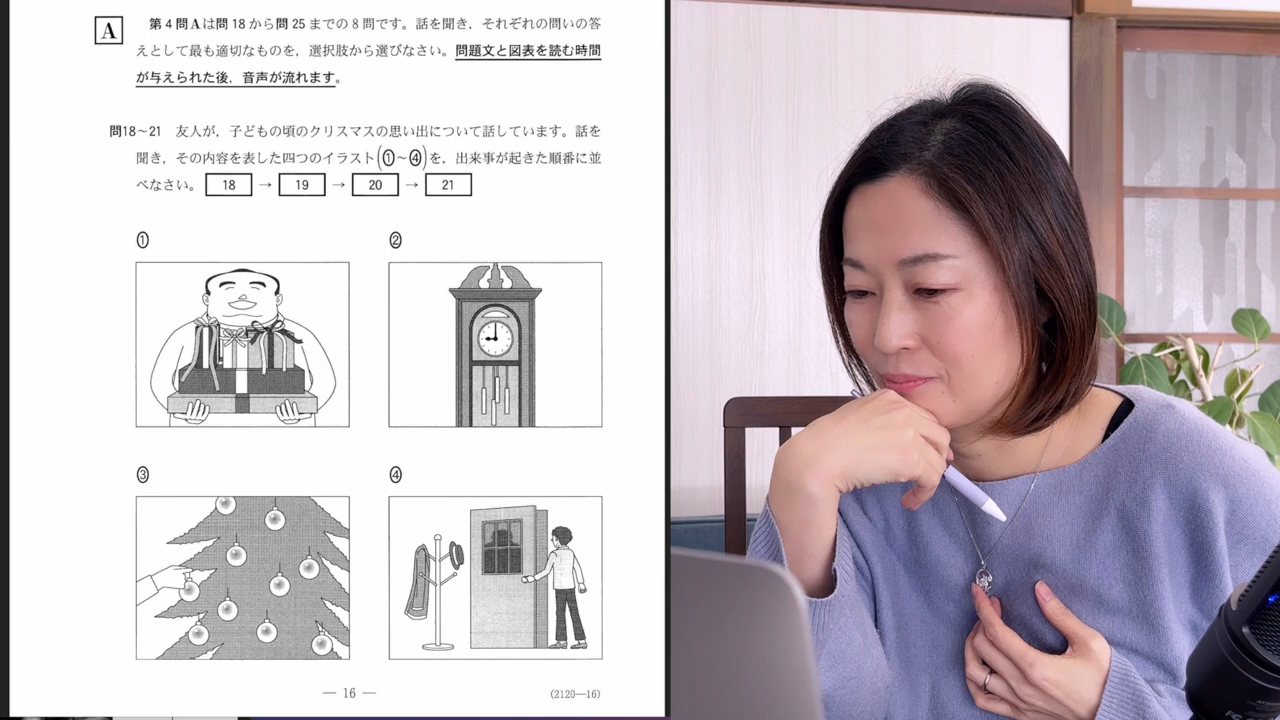 A
第4問Aは問18から問25までの8問です。話を聞き，それぞれの問いの答
えとして最も適切なものを，選択肢から選びなさい。問題文と図表を読む時間
が与えられた後，音声が流れます。
問18～21 友人が，子どもの頃のクリスマスの思い出について話しています。話を
聞き，その内容を表した四つのイラスト(①～④)を，出来事が起きた順番に並
べなさい。 18 → 19 → 20 → 21
①
②
③
④
— 16 —
(2120—16)